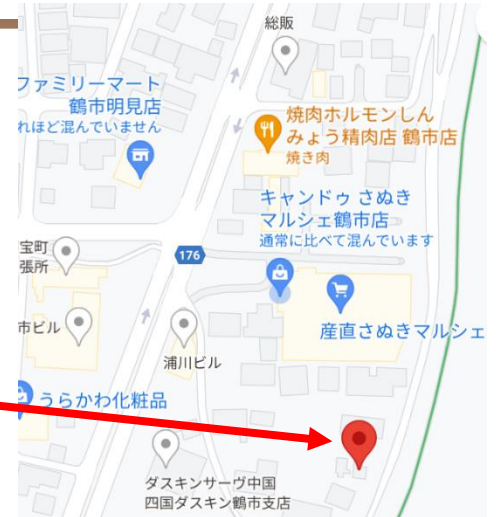 総販
ファミリーマート
鶴市明見店
れほど混んでいません
焼肉ホルモンしん
みょう精肉店 鶴市店
焼き肉
キャンドゥ さぬき
マルシェ鶴市店
通常に比べて混んでいます
宝町
張所
176
産直さぬきマルシェ
市ビル
浦川ビル
うらかわ化粧品
ダスキンサーヴ中国
四国ダスキン鶴市支店